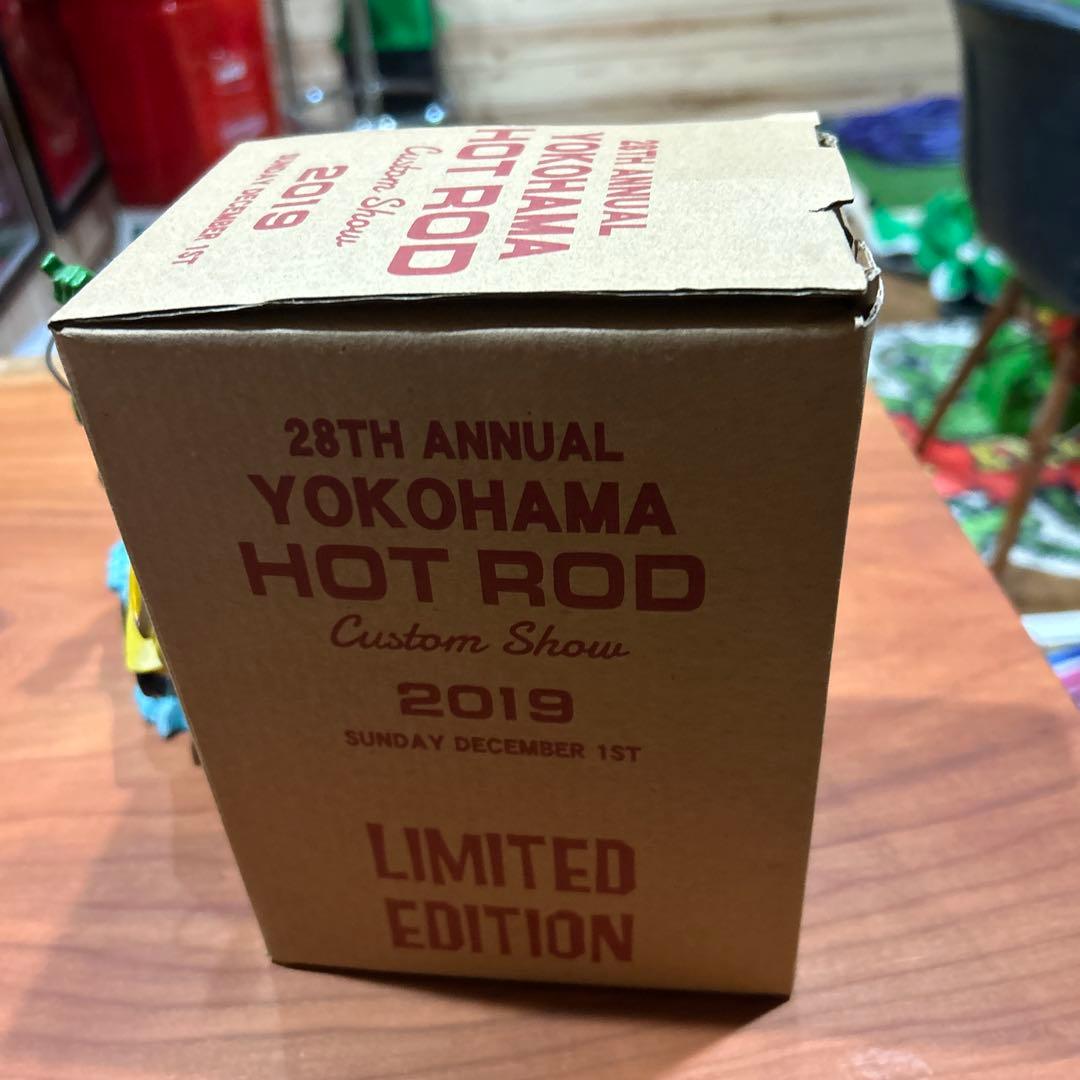 28TH ANNUAL
YOKOHAMA
HOT ROD
Custom Show
2019
SUNDAY DECEMBER 1ST
28TH ANNUAL
YOKOHAMA
HOT ROD
Custom Show
2019
SUNDAY DECEMBER 1ST
LIMITED
EDITION